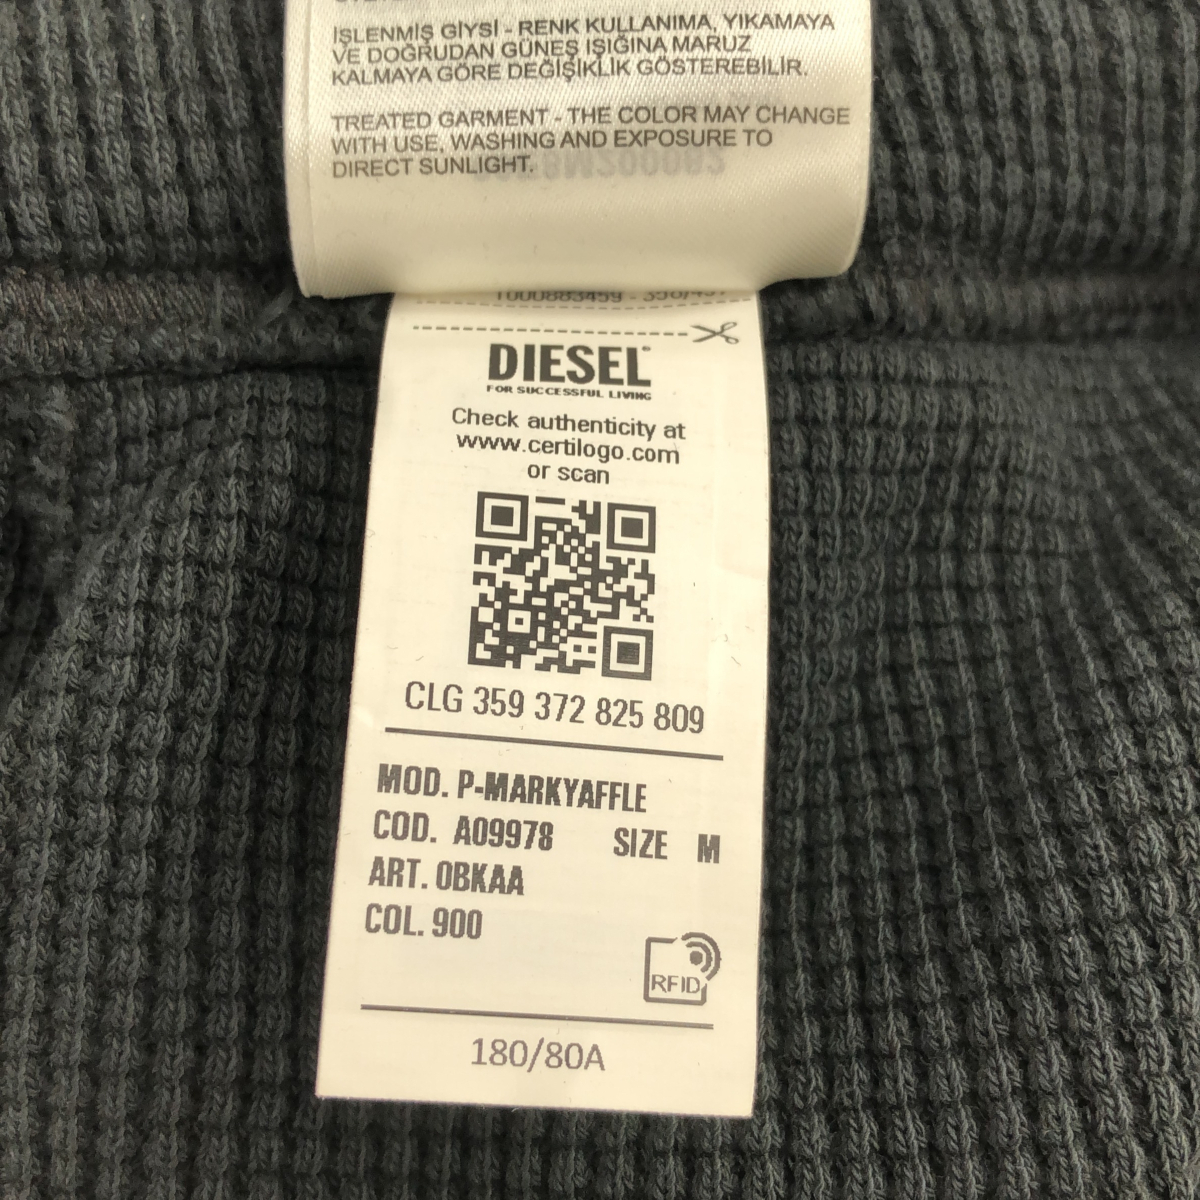 İŞLENMİŞ GİYSİ - RENK KULLANIMA, YIKAMAYA
VE DOĞRUDAN GÜNEŞ IŞIĞINA MARUZ
KALMAYA GÖRE DEĞİŞİKLİK GÖSTEREBİLİR.
TREATED GARMENT - THE COLOR MAY CHANGE
WITH USE, WASHING AND EXPOSURE TO
DIRECT SUNLIGHT.
1000883459 -
DIESEL
FOR SUCCESSFUL LIVING
Check authenticity at
www.certilogo.com
or scan
CLG 359 372 825 809
MOD. P-MARKYAFFLE
COD. A09978 SIZE M
ART. 0BKAA
COL. 900
RFID
180/80A